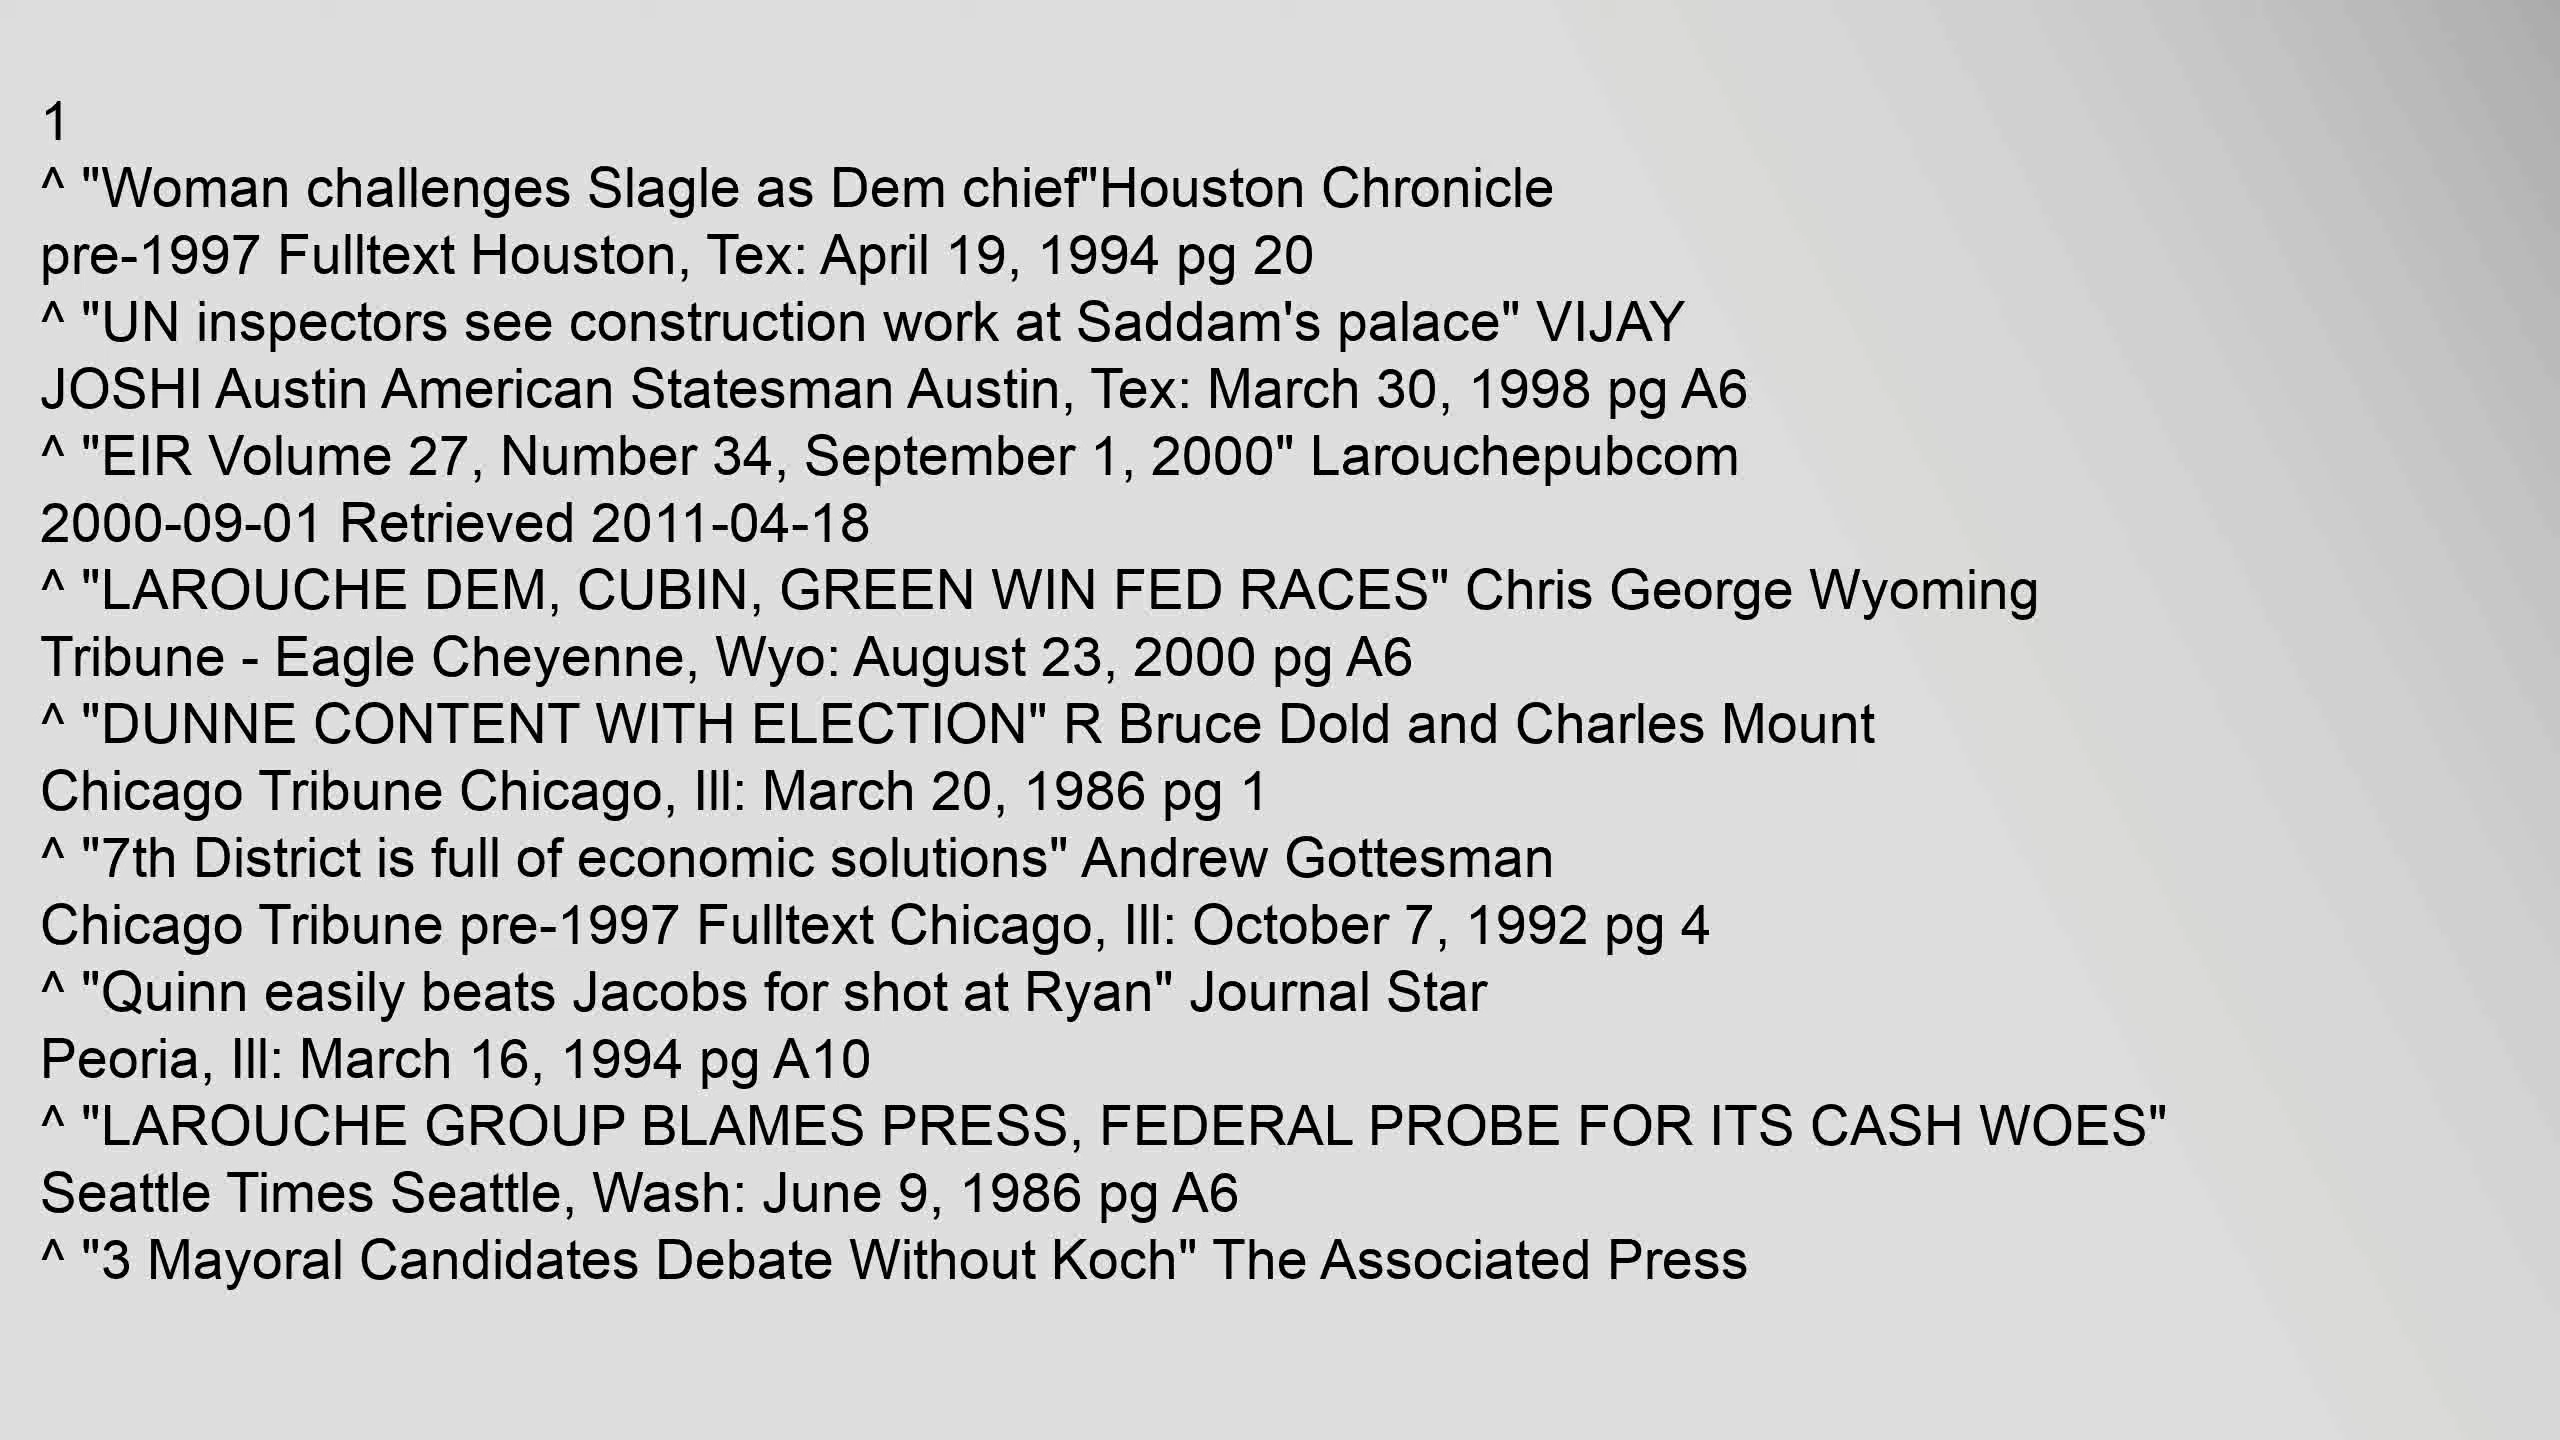 1
^ "Woman challenges Slagle as Dem chief"Houston Chronicle
pre-1997 Fulltext Houston, Tex: April 19, 1994 pg 20
^ "UN inspectors see construction work at Saddam's palace" VIJAY
JOSHI Austin American Statesman Austin, Tex: March 30, 1998 pg A6
^ "EIR Volume 27, Number 34, September 1, 2000" Larouchepubcom
2000-09-01 Retrieved 2011-04-18
^ "LAROUCHE DEM, CUBIN, GREEN WIN FED RACES" Chris George Wyoming
Tribune - Eagle Cheyenne, Wyo: August 23, 2000 pg A6
^ "DUNNE CONTENT WITH ELECTION" R Bruce Dold and Charles Mount
Chicago Tribune Chicago, Ill: March 20, 1986 pg 1
^ "7th District is full of economic solutions" Andrew Gottesman
Chicago Tribune pre-1997 Fulltext Chicago, Ill: October 7, 1992 pg 4
^ "Quinn easily beats Jacobs for shot at Ryan" Journal Star
Peoria, Ill: March 16, 1994 pg A10
^ "LAROUCHE GROUP BLAMES PRESS, FEDERAL PROBE FOR ITS CASH WOES"
Seattle Times Seattle, Wash: June 9, 1986 pg A6
^ "3 Mayoral Candidates Debate Without Koch" The Associated Press